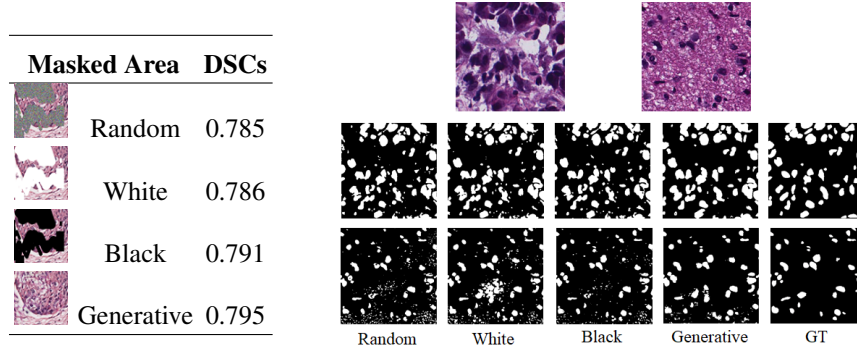 Masked Area DSCs
Random 0.785
White 0.786
Black 0.791
Generative 0.795
Random White Black Generative GT